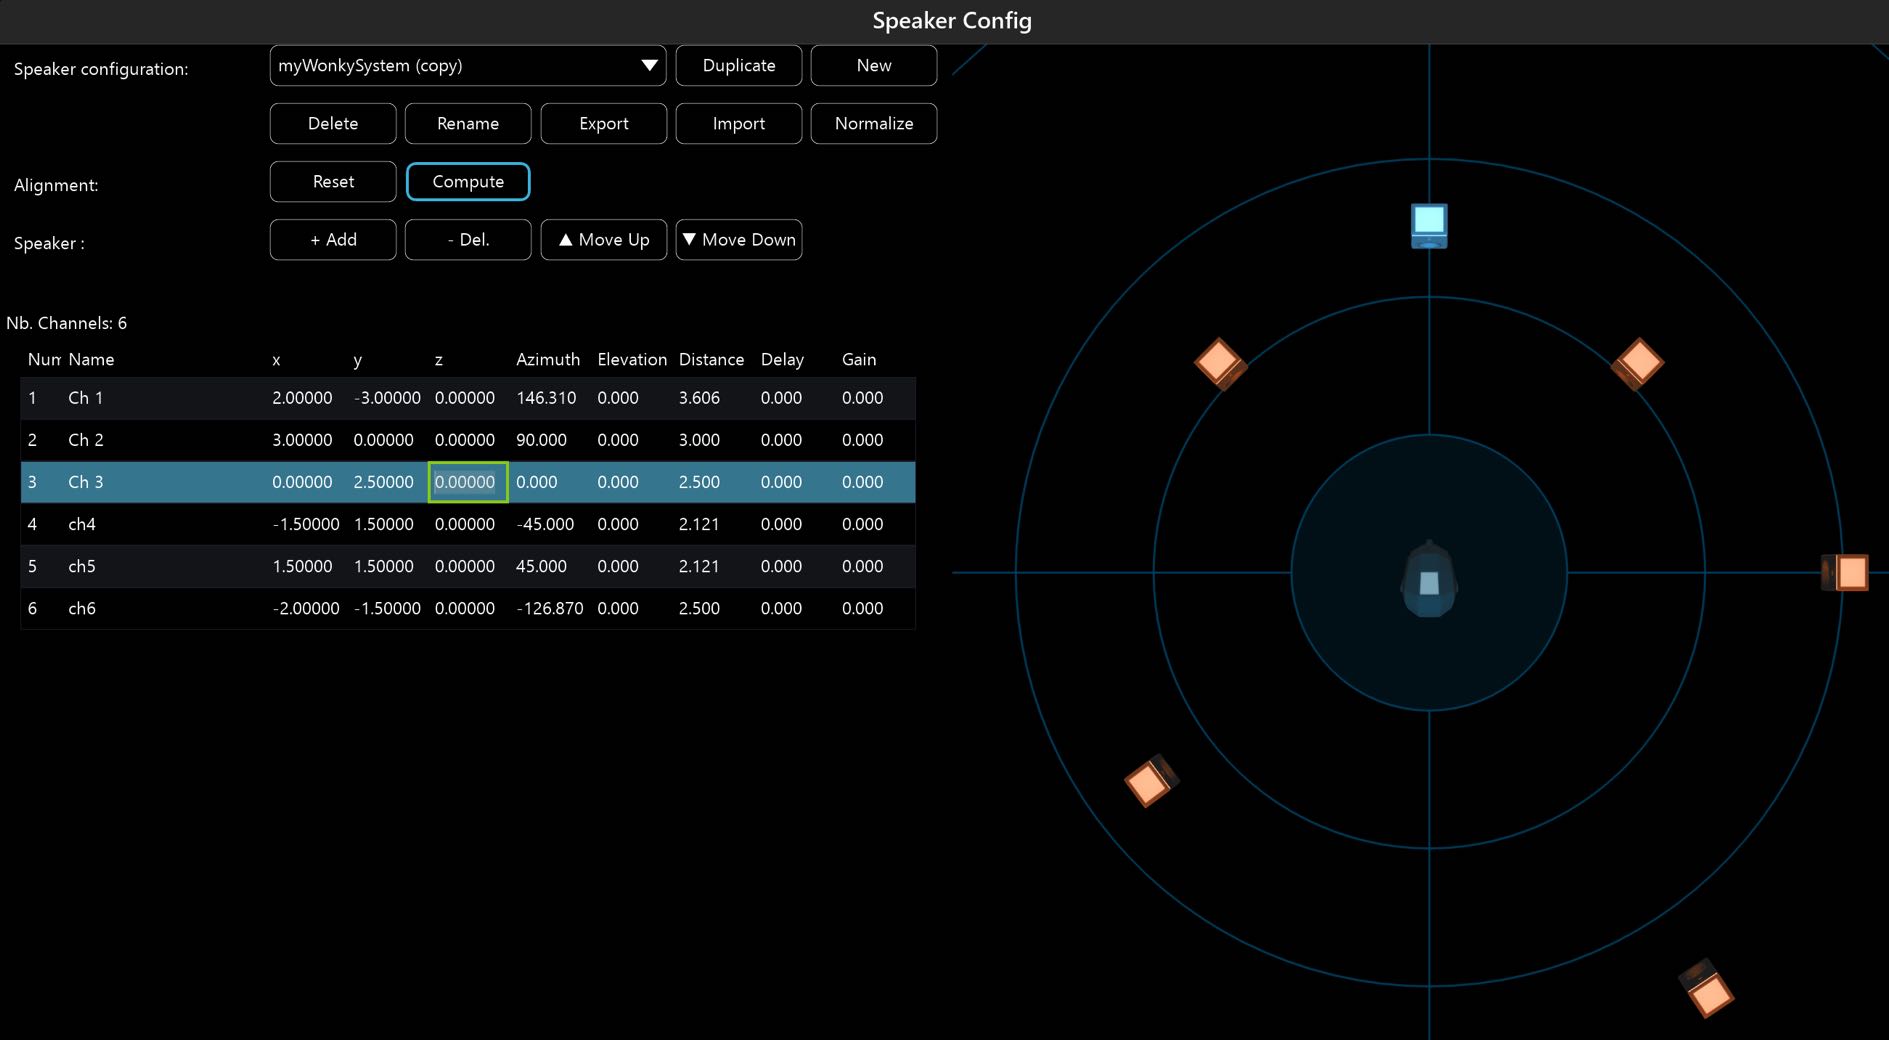 Speaker Config
Speaker configuration: myWonkySystem (copy) ▼ Duplicate New
Delete Rename Export Import Normalize
Alignment: Reset Compute
Speaker : + Add - Del. ▲ Move Up ▼ Move Down
Nb. Channels: 6
Num Name x y z Azimuth Elevation Distance Delay Gain
1 Ch 1 2.00000 -3.00000 0.00000 146.310 0.000 3.606 0.000 0.000
2 Ch 2 3.00000 0.00000 0.00000 90.000 0.000 3.000 0.000 0.000
3 Ch 3 0.00000 2.50000 0.00000 0.000 0.000 2.500 0.000 0.000
4 ch4 -1.50000 1.50000 0.00000 -45.000 0.000 2.121 0.000 0.000
5 ch5 1.50000 1.50000 0.00000 45.000 0.000 2.121 0.000 0.000
6 ch6 -2.00000 -1.50000 0.00000 -126.870 0.000 2.500 0.000 0.000